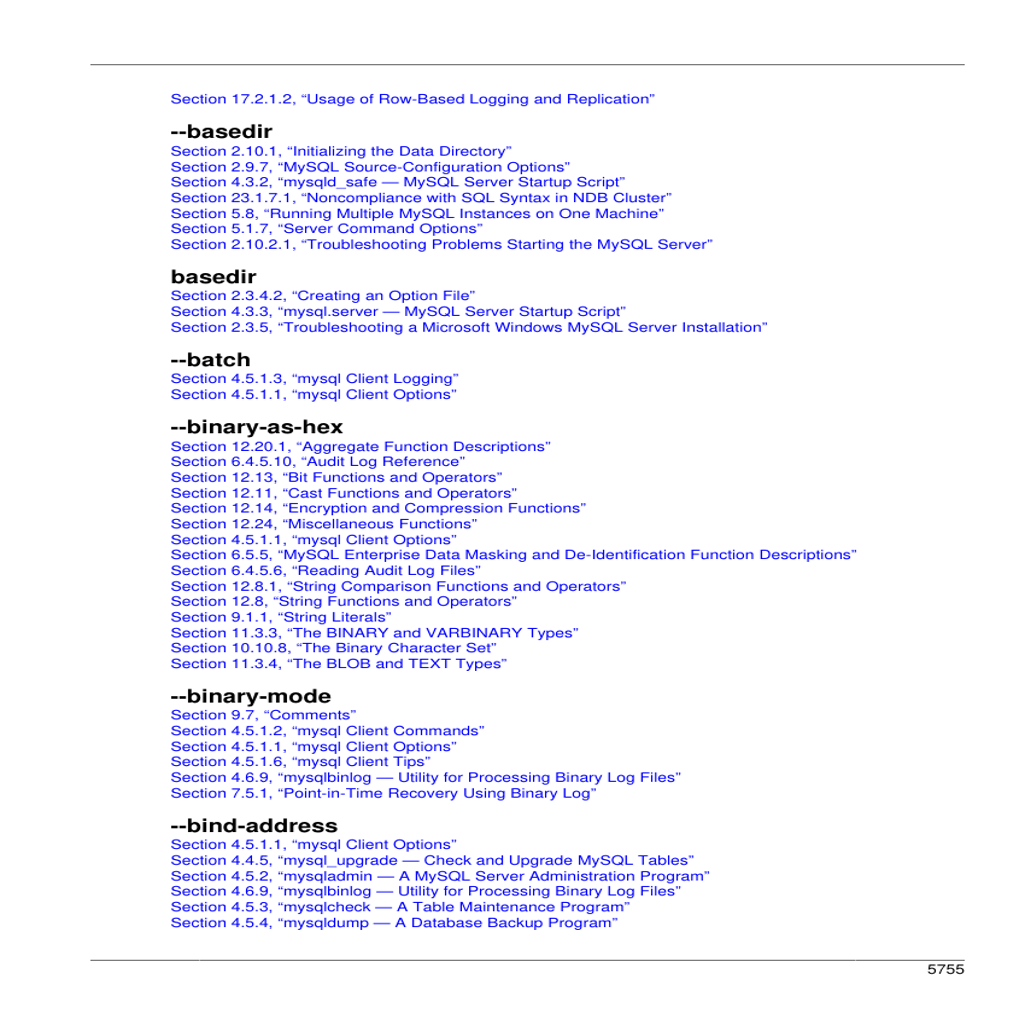 Section 17.2.1.2, “Usage of Row-Based Logging and Replication”
--basedir
Section 2.10.1, “Initializing the Data Directory”
Section 2.9.7, “MySQL Source-Configuration Options”
Section 4.3.2, “mysqld_safe — MySQL Server Startup Script”
Section 23.1.7.1, “Noncompliance with SQL Syntax in NDB Cluster”
Section 5.8, “Running Multiple MySQL Instances on One Machine”
Section 5.1.7, “Server Command Options”
Section 2.10.2.1, “Troubleshooting Problems Starting the MySQL Server”
basedir
Section 2.3.4.2, “Creating an Option File”
Section 4.3.3, “mysql.server — MySQL Server Startup Script”
Section 2.3.5, “Troubleshooting a Microsoft Windows MySQL Server Installation”
--batch
Section 4.5.1.3, “mysql Client Logging”
Section 4.5.1.1, “mysql Client Options”
--binary-as-hex
Section 12.20.1, “Aggregate Function Descriptions”
Section 6.4.5.10, “Audit Log Reference”
Section 12.13, “Bit Functions and Operators”
Section 12.11, “Cast Functions and Operators”
Section 12.14, “Encryption and Compression Functions”
Section 12.24, “Miscellaneous Functions”
Section 4.5.1.1, “mysql Client Options”
Section 6.5.5, “MySQL Enterprise Data Masking and De-Identification Function Descriptions”
Section 6.4.5.6, “Reading Audit Log Files”
Section 12.8.1, “String Comparison Functions and Operators”
Section 12.8, “String Functions and Operators”
Section 9.1.1, “String Literals”
Section 11.3.3, “The BINARY and VARBINARY Types”
Section 10.10.8, “The Binary Character Set”
Section 11.3.4, “The BLOB and TEXT Types”
--binary-mode
Section 9.7, “Comments”
Section 4.5.1.2, “mysql Client Commands”
Section 4.5.1.1, “mysql Client Options”
Section 4.5.1.6, “mysql Client Tips”
Section 4.6.9, “mysqlbinlog — Utility for Processing Binary Log Files”
Section 7.5.1, “Point-in-Time Recovery Using Binary Log”
--bind-address
Section 4.5.1.1, “mysql Client Options”
Section 4.4.5, “mysql_upgrade — Check and Upgrade MySQL Tables”
Section 4.5.2, “mysqladmin — A MySQL Server Administration Program”
Section 4.6.9, “mysqlbinlog — Utility for Processing Binary Log Files”
Section 4.5.3, “mysqlcheck — A Table Maintenance Program”
Section 4.5.4, “mysqldump — A Database Backup Program”
5755